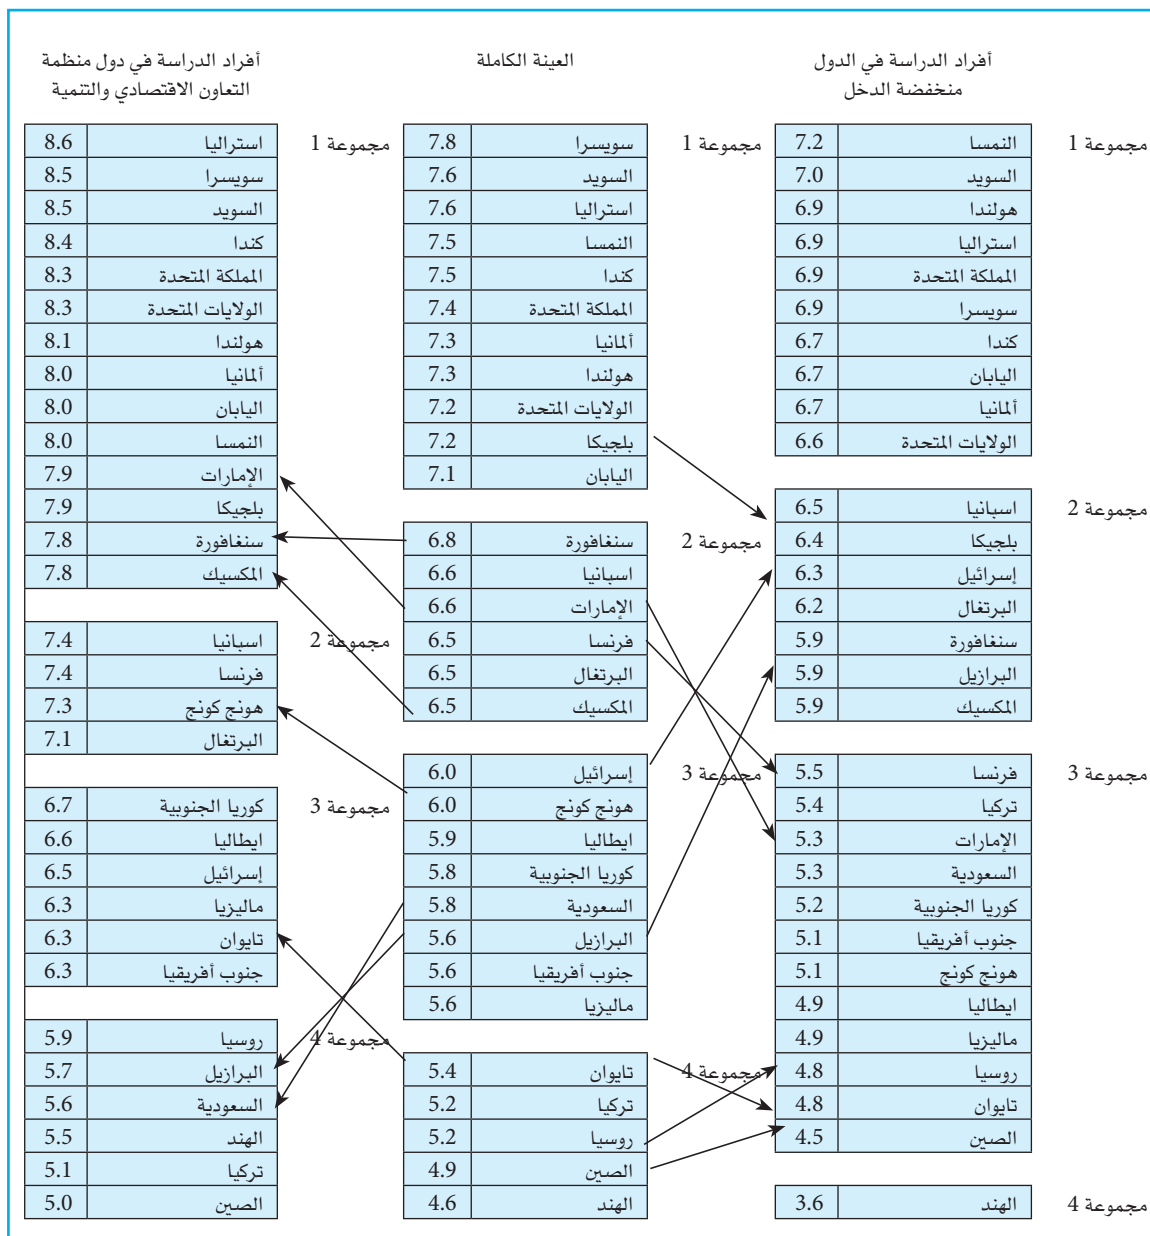 أفراد الدراسة في الدول
منخفضة الدخل
مجموعة 1
النمسا 7.2
السويد 7.0
هولندا 6.9
استراليا 6.9
المملكة المتحدة 6.9
سويسرا 6.9
كندا 6.7
اليابان 6.7
ألمانيا 6.7
الولايات المتحدة 6.6
مجموعة 2
اسبانيا 6.5
بلجيكا 6.4
إسرائيل 6.3
البرتغال 6.2
سنغافورة 5.9
البرازيل 5.9
المكسيك 5.9
مجموعة 3
فرنسا 5.5
تركيا 5.4
الإمارات 5.3
السعودية 5.3
كوريا الجنوبية 5.2
جنوب أفريقيا 5.1
هونج كونج 5.1
ايطاليا 4.9
ماليزيا 4.9
روسيا 4.8
تايوان 4.8
الصين 4.5
مجموعة 4
الهند 3.6
العينة الكاملة
مجموعة 1
سويسرا 7.8
السويد 7.6
استراليا 7.6
النمسا 7.5
كندا 7.5
المملكة المتحدة 7.4
ألمانيا 7.3
هولندا 7.3
الولايات المتحدة 7.2
بلجيكا 7.2
اليابان 7.1
مجموعة 2
سنغافورة 6.8
اسبانيا 6.6
الإمارات 6.6
فرنسا 6.5
البرتغال 6.5
المكسيك 6.5
مجموعة 3
إسرائيل 6.0
هونج كونج 6.0
ايطاليا 5.9
كوريا الجنوبية 5.8
السعودية 5.8
البرازيل 5.6
جنوب أفريقيا 5.6
ماليزيا 5.6
مجموعة 4
تايوان 5.4
تركيا 5.2
روسيا 5.2
الصين 4.9
الهند 4.6
أفراد الدراسة في دول منظمة
التعاون الاقتصادي والتنمية
مجموعة 1
استراليا 8.6
سويسرا 8.5
السويد 8.5
كندا 8.4
المملكة المتحدة 8.3
الولايات المتحدة 8.3
هولندا 8.1
ألمانيا 8.0
اليابان 8.0
النمسا 8.0
الإمارات 7.9
بلجيكا 7.9
سنغافورة 7.8
المكسيك 7.8
مجموعة 2
اسبانيا 7.4
فرنسا 7.4
هونج كونج 7.3
البرتغال 7.1
مجموعة 3
كوريا الجنوبية 6.7
ايطاليا 6.6
إسرائيل 6.5
ماليزيا 6.3
تايوان 6.3
جنوب أفريقيا 6.3
مجموعة 4
روسيا 5.9
البرازيل 5.7
السعودية 5.6
الهند 5.5
تركيا 5.1
الصين 5.0